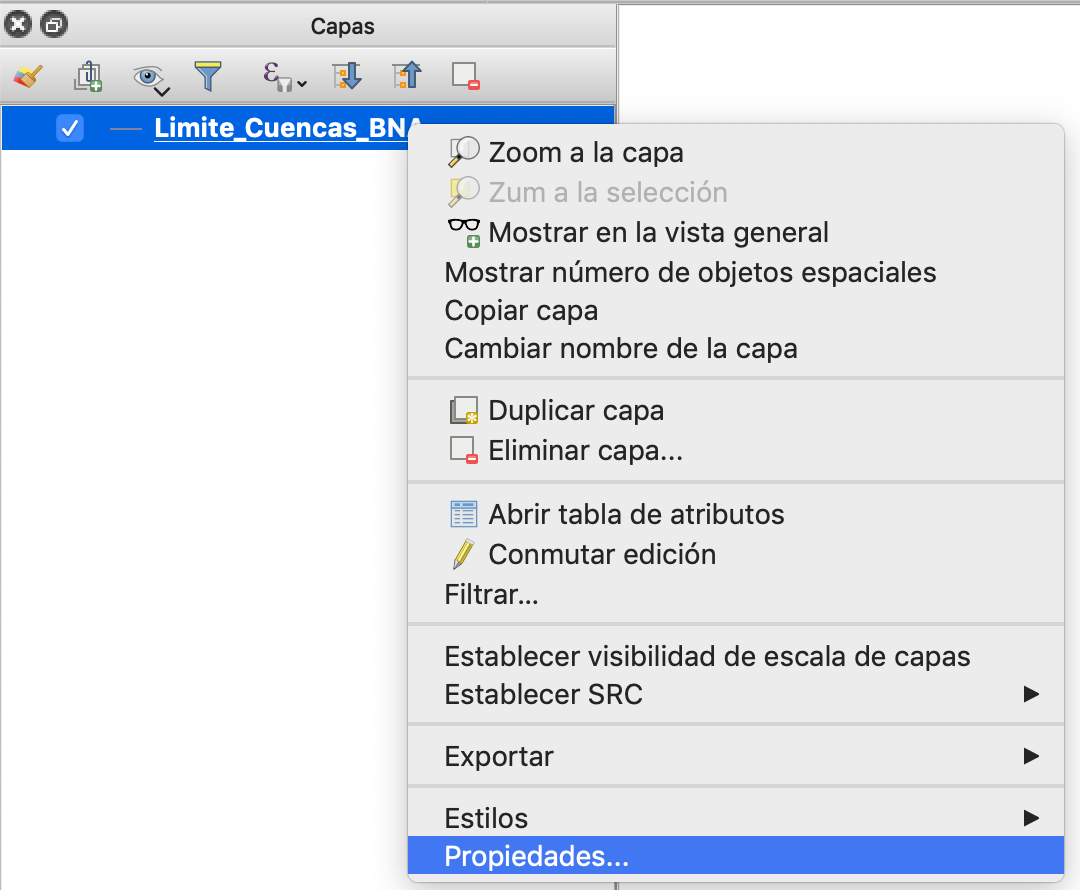 Capas
Limite_Cuencas_BNA
Zoom a la capa
Zum a la selección
Mostrar en la vista general
Mostrar número de objetos espaciales
Copiar capa
Cambiar nombre de la capa
Duplicar capa
Eliminar capa...
Abrir tabla de atributos
Conmutar edición
Filtrar...
Establecer visibilidad de escala de capas
Establecer SRC
Exportar
Estilos
Propiedades...